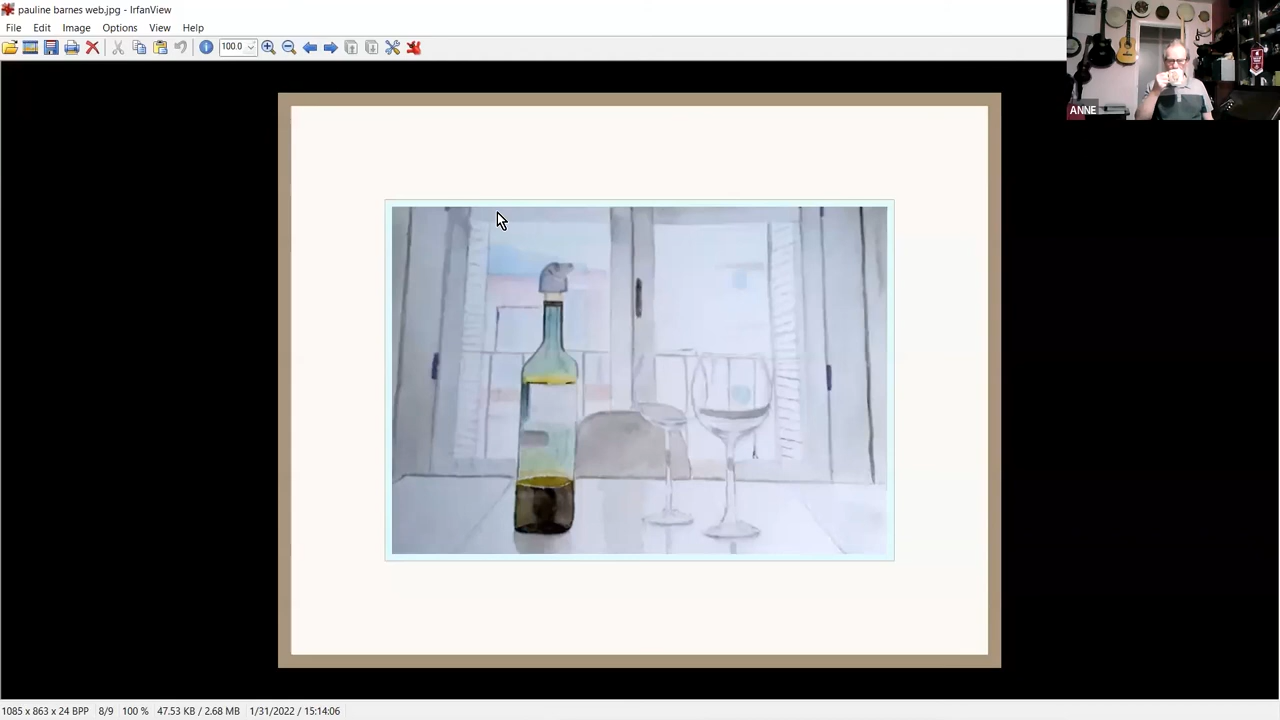 pauline barnes web.jpg - IrfanView
File Edit Image Options View Help
100.0
ANNE
1085 x 863 x 24 BPP 8/9 100 % 47.53 KB / 2.68 MB 1/31/2022 / 15:14:06